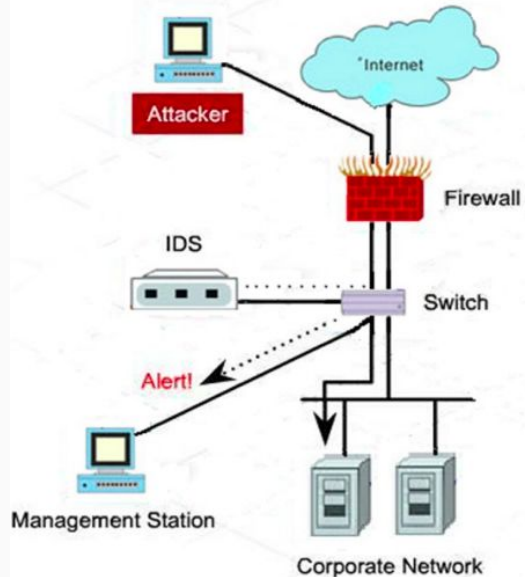 Internet
Attacker
Firewall
IDS
Switch
Alert!
Management Station
Corporate Network